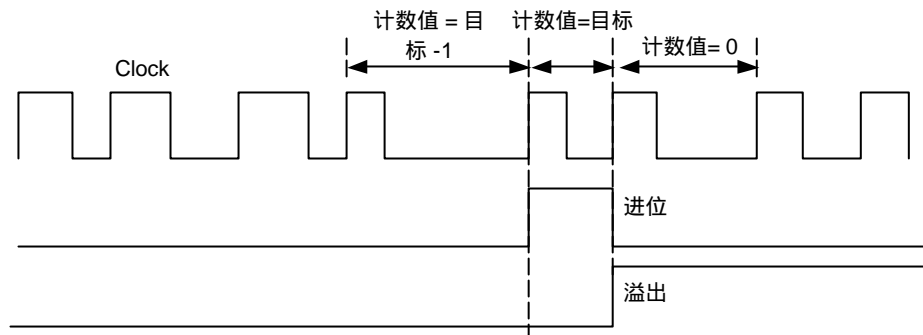 计数值 = 目
标 -1
计数值=目标
计数值= 0
Clock
进位
溢出